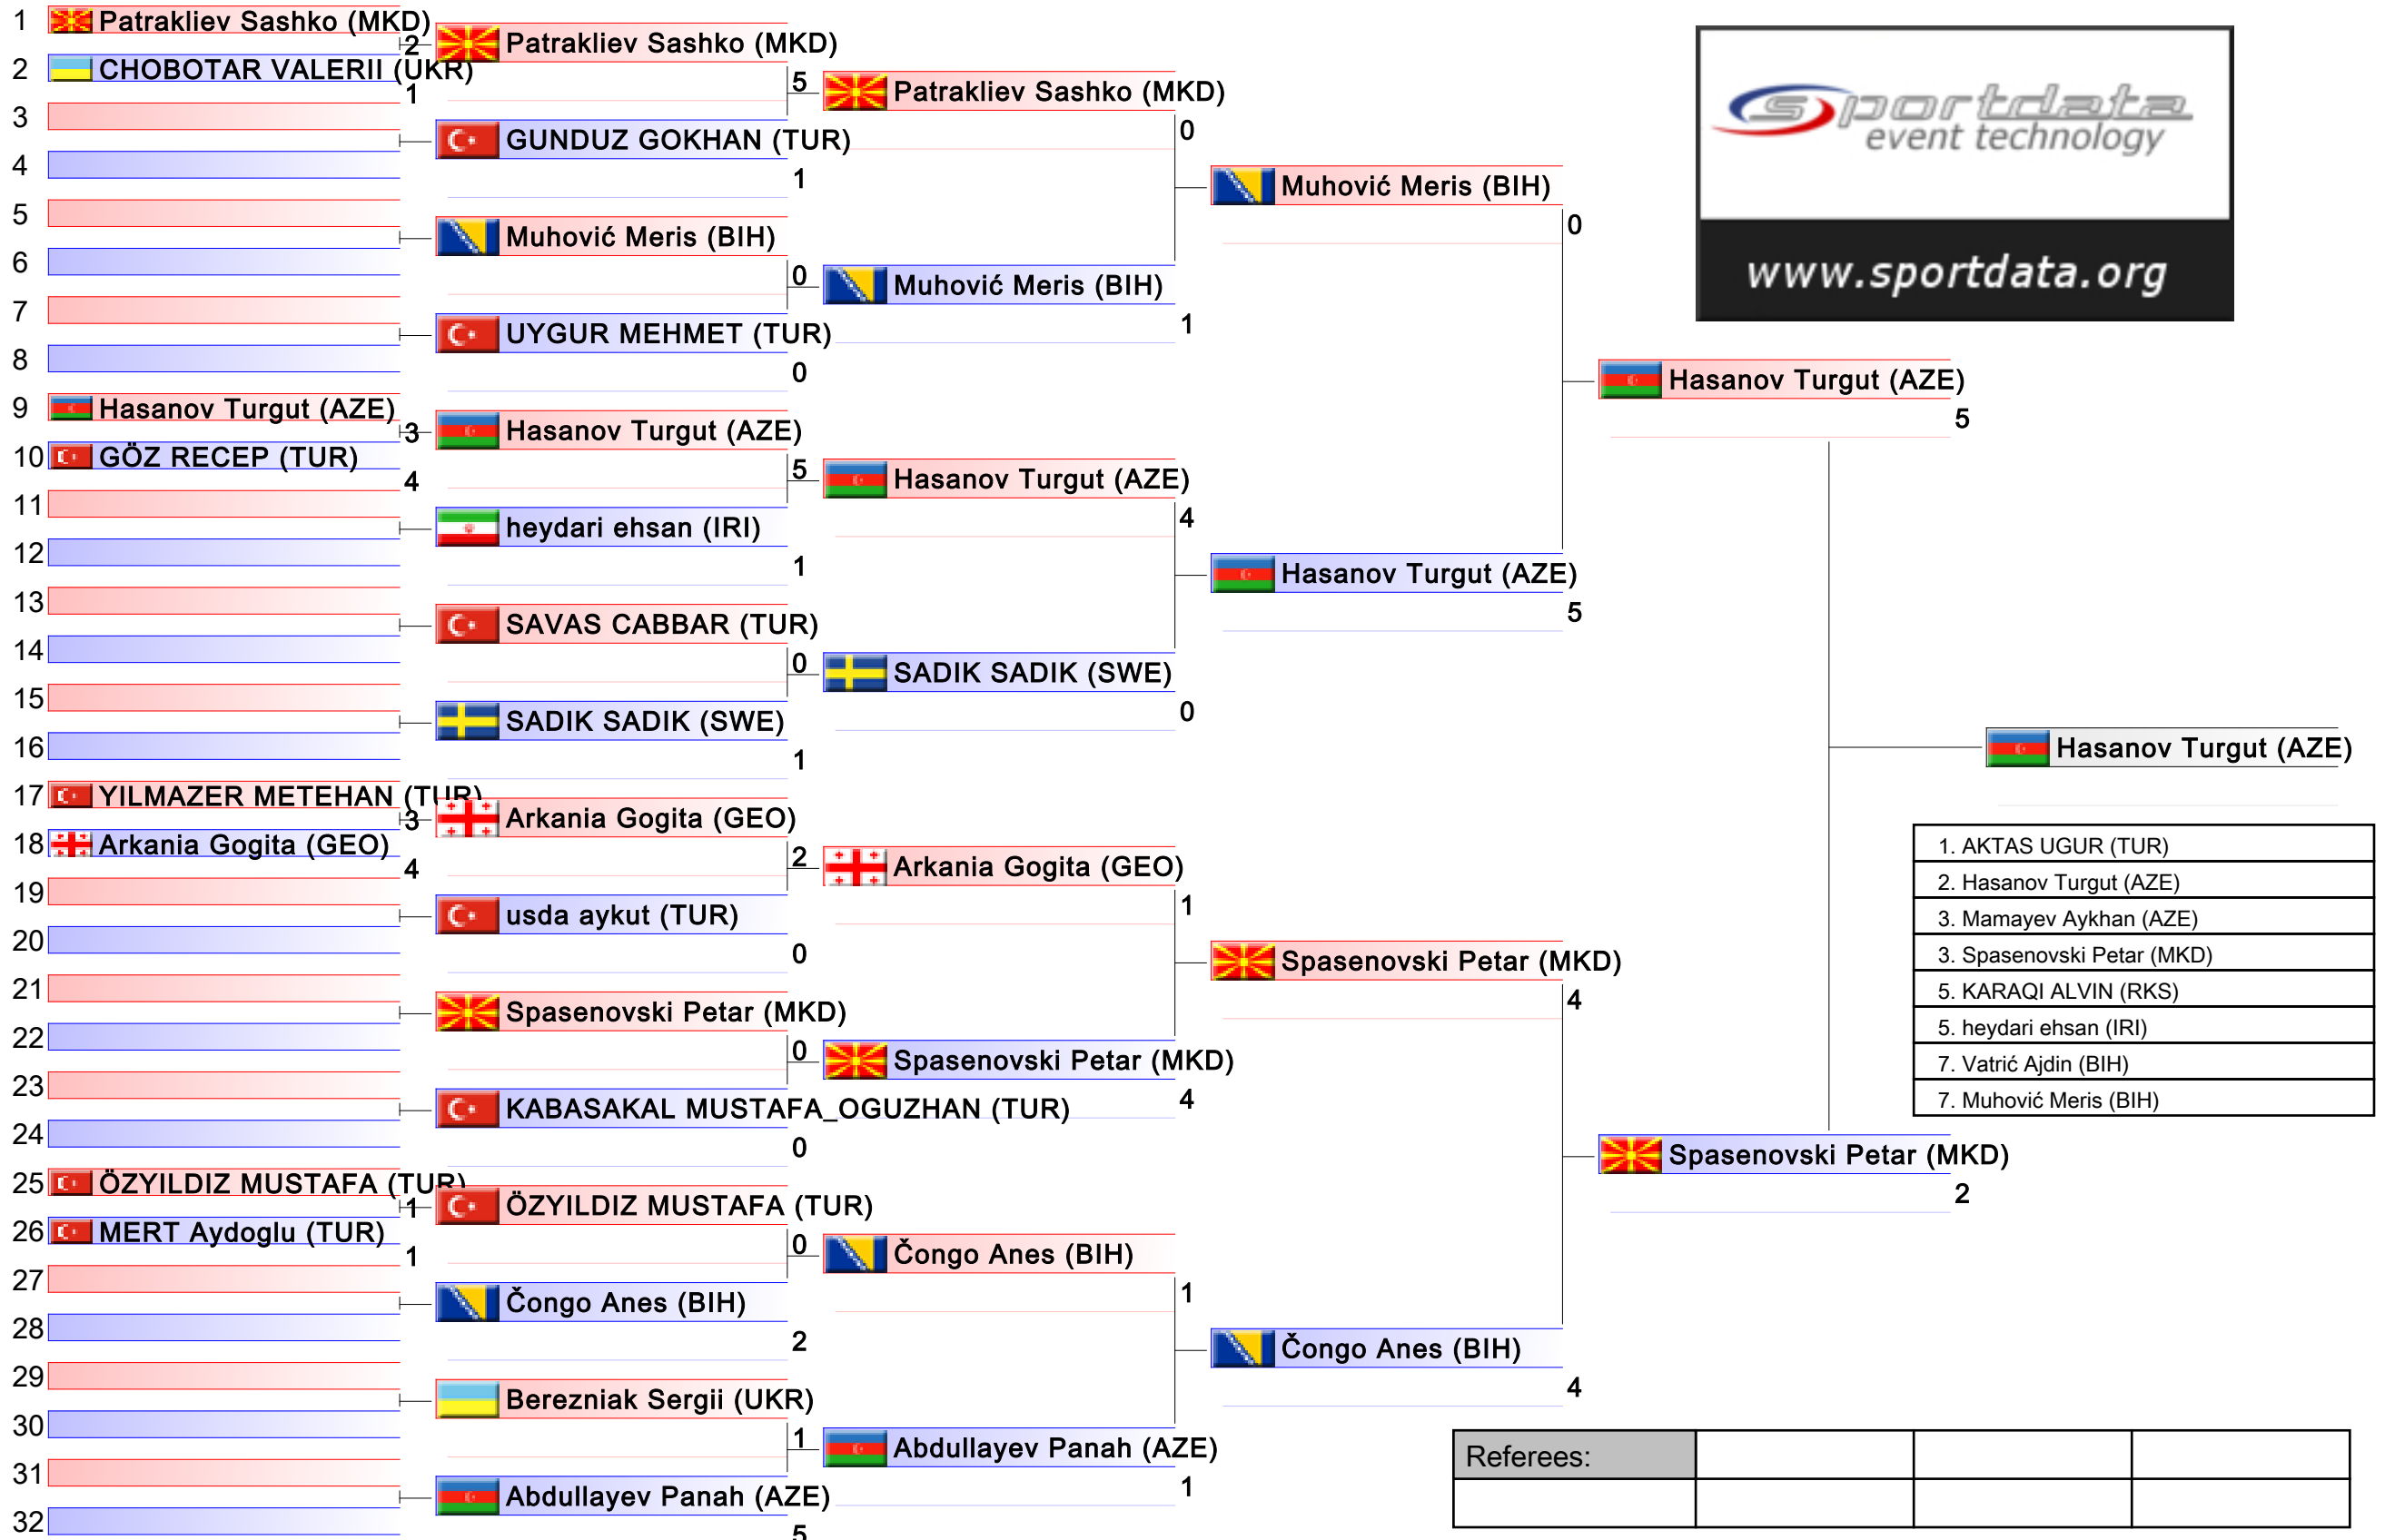 1 Patrakliev Sashko (MKD)
2
2 CHOBOTAR VALERII (UKR)
1
3
4
5
6
7
8
9 Hasanov Turgut (AZE)
3
10 GÖZ RECEP (TUR)
4
11
12
13
14
15
16
17 YILMAZER METEHAN (TUR)
3
18 Arkania Gogita (GEO)
4
19
20
21
22
23
24
25 ÖZYILDIZ MUSTAFA (TUR)
1
26 MERT Aydoglu (TUR)
1
27
28
29
30
31
32
Patrakliev Sashko (MKD)
5
GUNDUZ GOKHAN (TUR)
1
Muhović Meris (BIH)
0
UYGUR MEHMET (TUR)
0
Hasanov Turgut (AZE)
5
heydari ehsan (IRI)
1
SAVAS CABBAR (TUR)
0
SADIK SADIK (SWE)
1
Arkania Gogita (GEO)
2
usda aykut (TUR)
0
Spasenovski Petar (MKD)
0
KABASAKAL MUSTAFA_OGUZHAN (TUR)
0
ÖZYILDIZ MUSTAFA (TUR)
0
Čongo Anes (BIH)
2
Berezniak Sergii (UKR)
1
Abdullayev Panah (AZE)
5
Patrakliev Sashko (MKD)
0
Muhović Meris (BIH)
1
Hasanov Turgut (AZE)
4
SADIK SADIK (SWE)
0
Arkania Gogita (GEO)
1
Spasenovski Petar (MKD)
4
Čongo Anes (BIH)
1
Abdullayev Panah (AZE)
1
Muhović Meris (BIH)
0
Hasanov Turgut (AZE)
5
Spasenovski Petar (MKD)
4
Čongo Anes (BIH)
4
Hasanov Turgut (AZE)
5
Spasenovski Petar (MKD)
2
Hasanov Turgut (AZE)
sportdata
event technology
www.sportdata.org
1. AKTAS UGUR (TUR)
2. Hasanov Turgut (AZE)
3. Mamayev Aykhan (AZE)
3. Spasenovski Petar (MKD)
5. KARAQI ALVIN (RKS)
5. heydari ehsan (IRI)
7. Vatrić Ajdin (BIH)
7. Muhović Meris (BIH)
Referees: